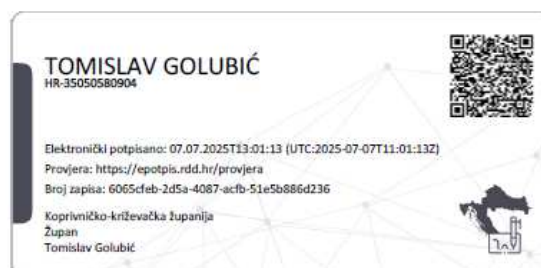 TOMISLAV GOLUBIĆ
HR-35050580904
Elektronički potpisano: 07.07.2025T13:01:13 (UTC:2025-07-07T11:01:13Z)
Provjera: https://epotpis.rdd.hr/provjera
Broj zapisa: 6065cfeb-2d5a-4087-acfb-51e5b886d236
Koprivničko-križevačka županija
Župan
Tomislav Golubić